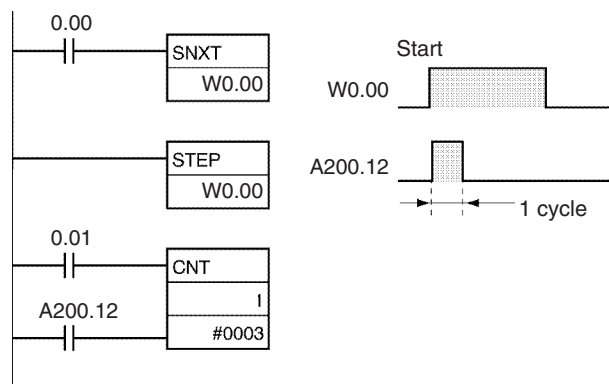 0.00
SNXT
W0.00
STEP
W0.00
0.01
CNT
1
A200.12
#0003
Start
W0.00
A200.12
1 cycle